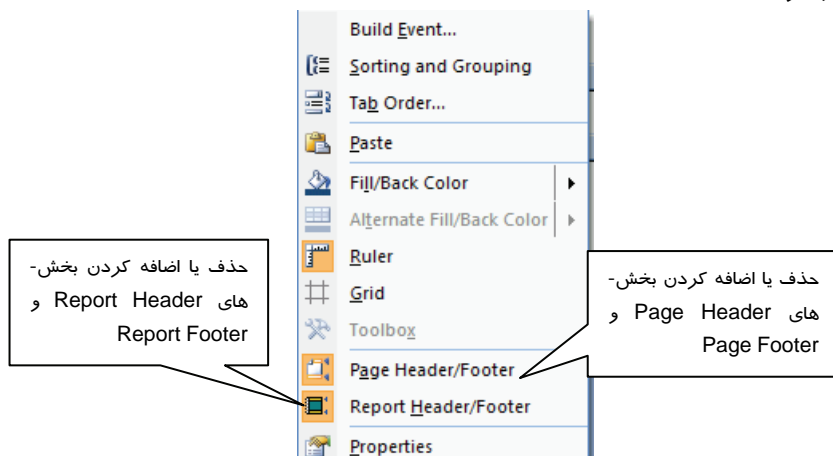 Build Event...
Sorting and Grouping
Tab Order...
Paste
Fill/Back Color
Alternate Fill/Back Color
Ruler
Grid
Toolbox
Page Header/Footer
Report Header/Footer
Properties
حذف یا اضافه کردن بخش-
های Report Header و
Report Footer
حذف یا اضافه کردن بخش-
های Page Header و
Page Footer